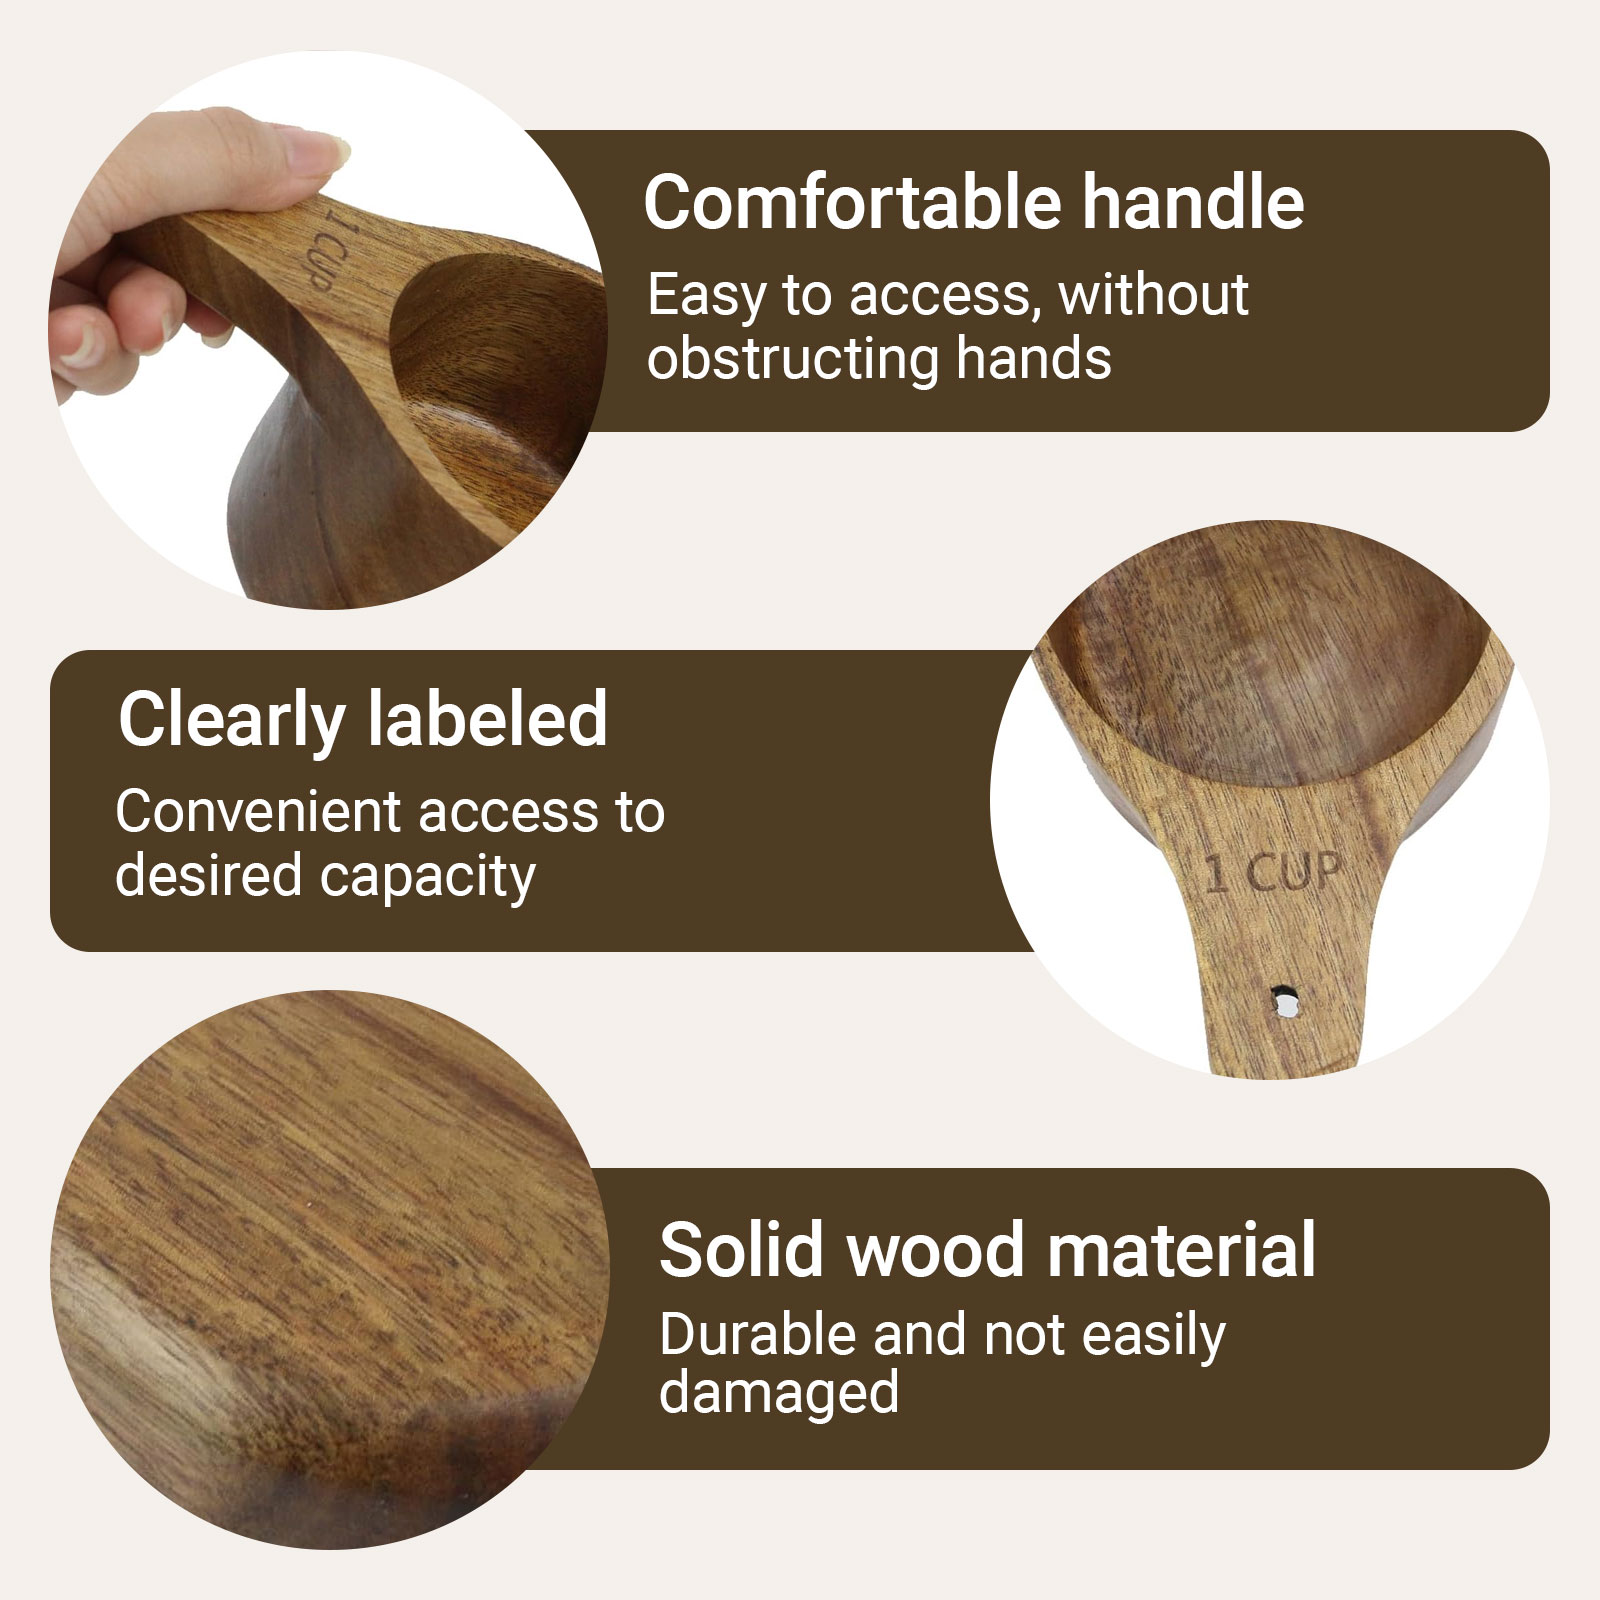 1 CUP
Comfortable handle
Easy to access, without
obstructing hands
Clearly labeled
Convenient access to
desired capacity
1 CUP
Solid wood material
Durable and not easily
damaged